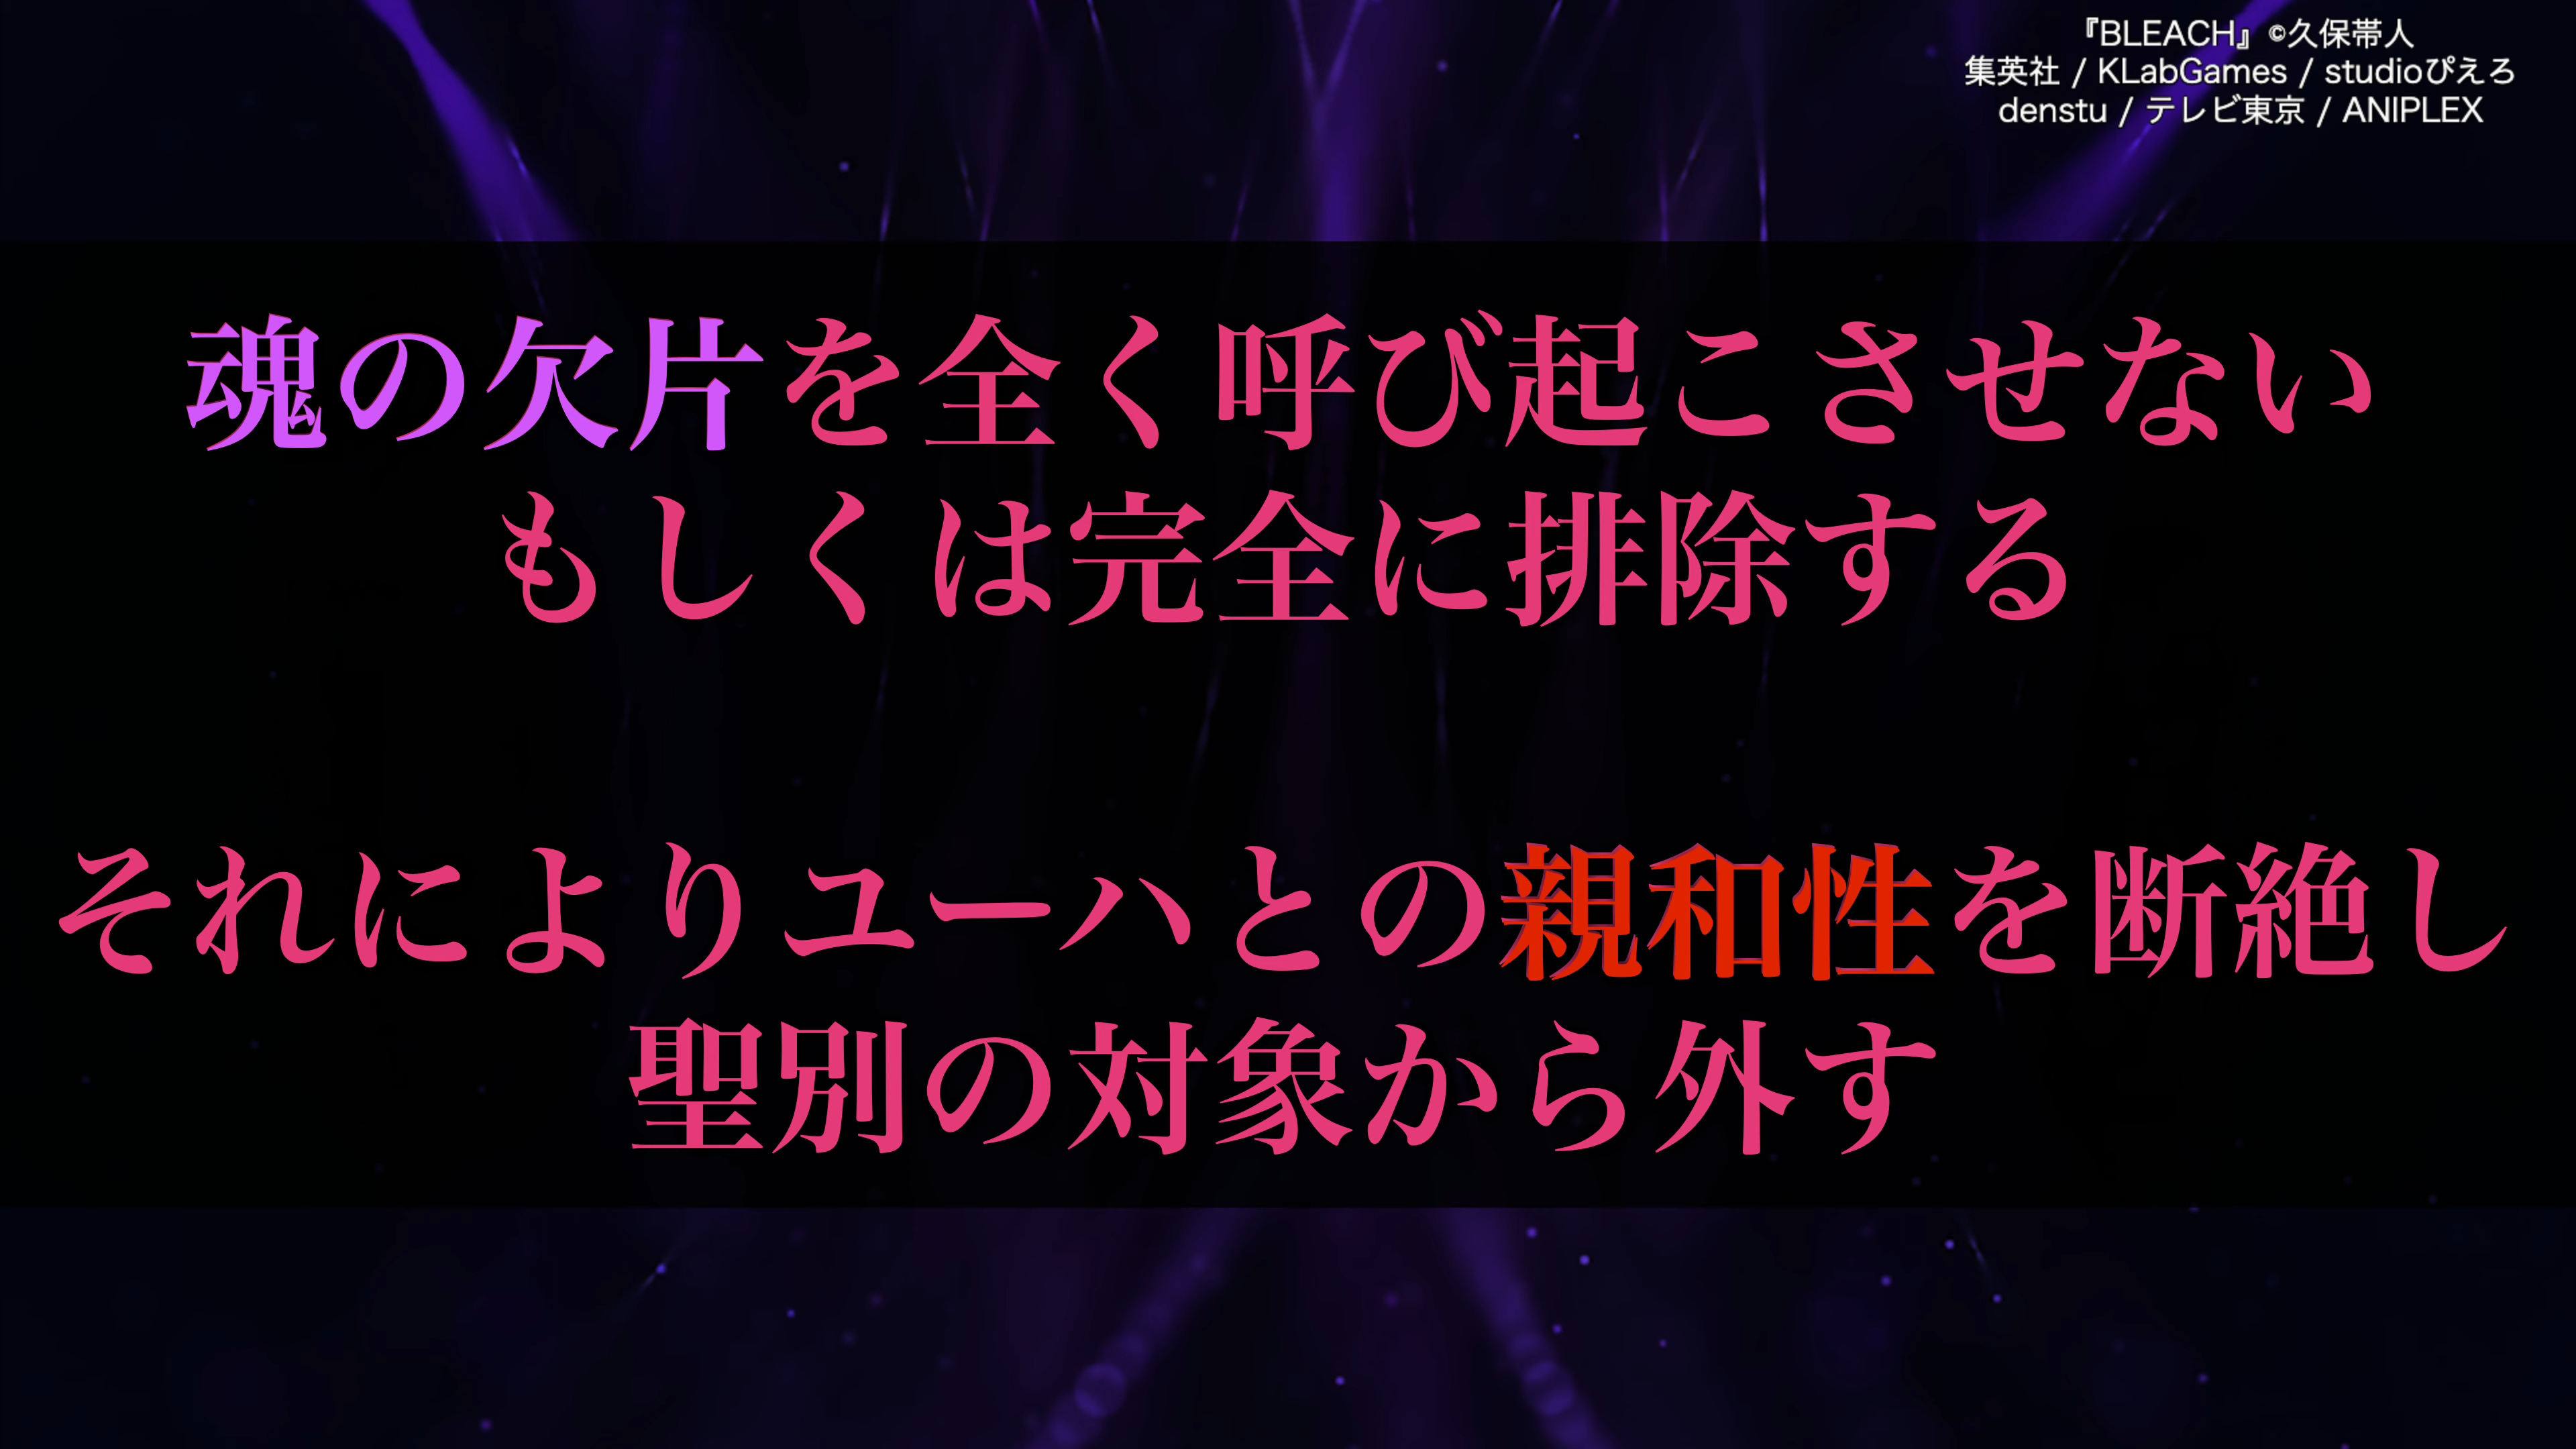 『BLEACH』©久保帯人
集英社 / KLabGames / studioぴえろ
denstu / テレビ東京 / ANIPLEX
魂の欠片を全く呼び起こさせない
もしくは完全に排除する
それによりユーハとの親和性を断絶し
聖別の対象から外す